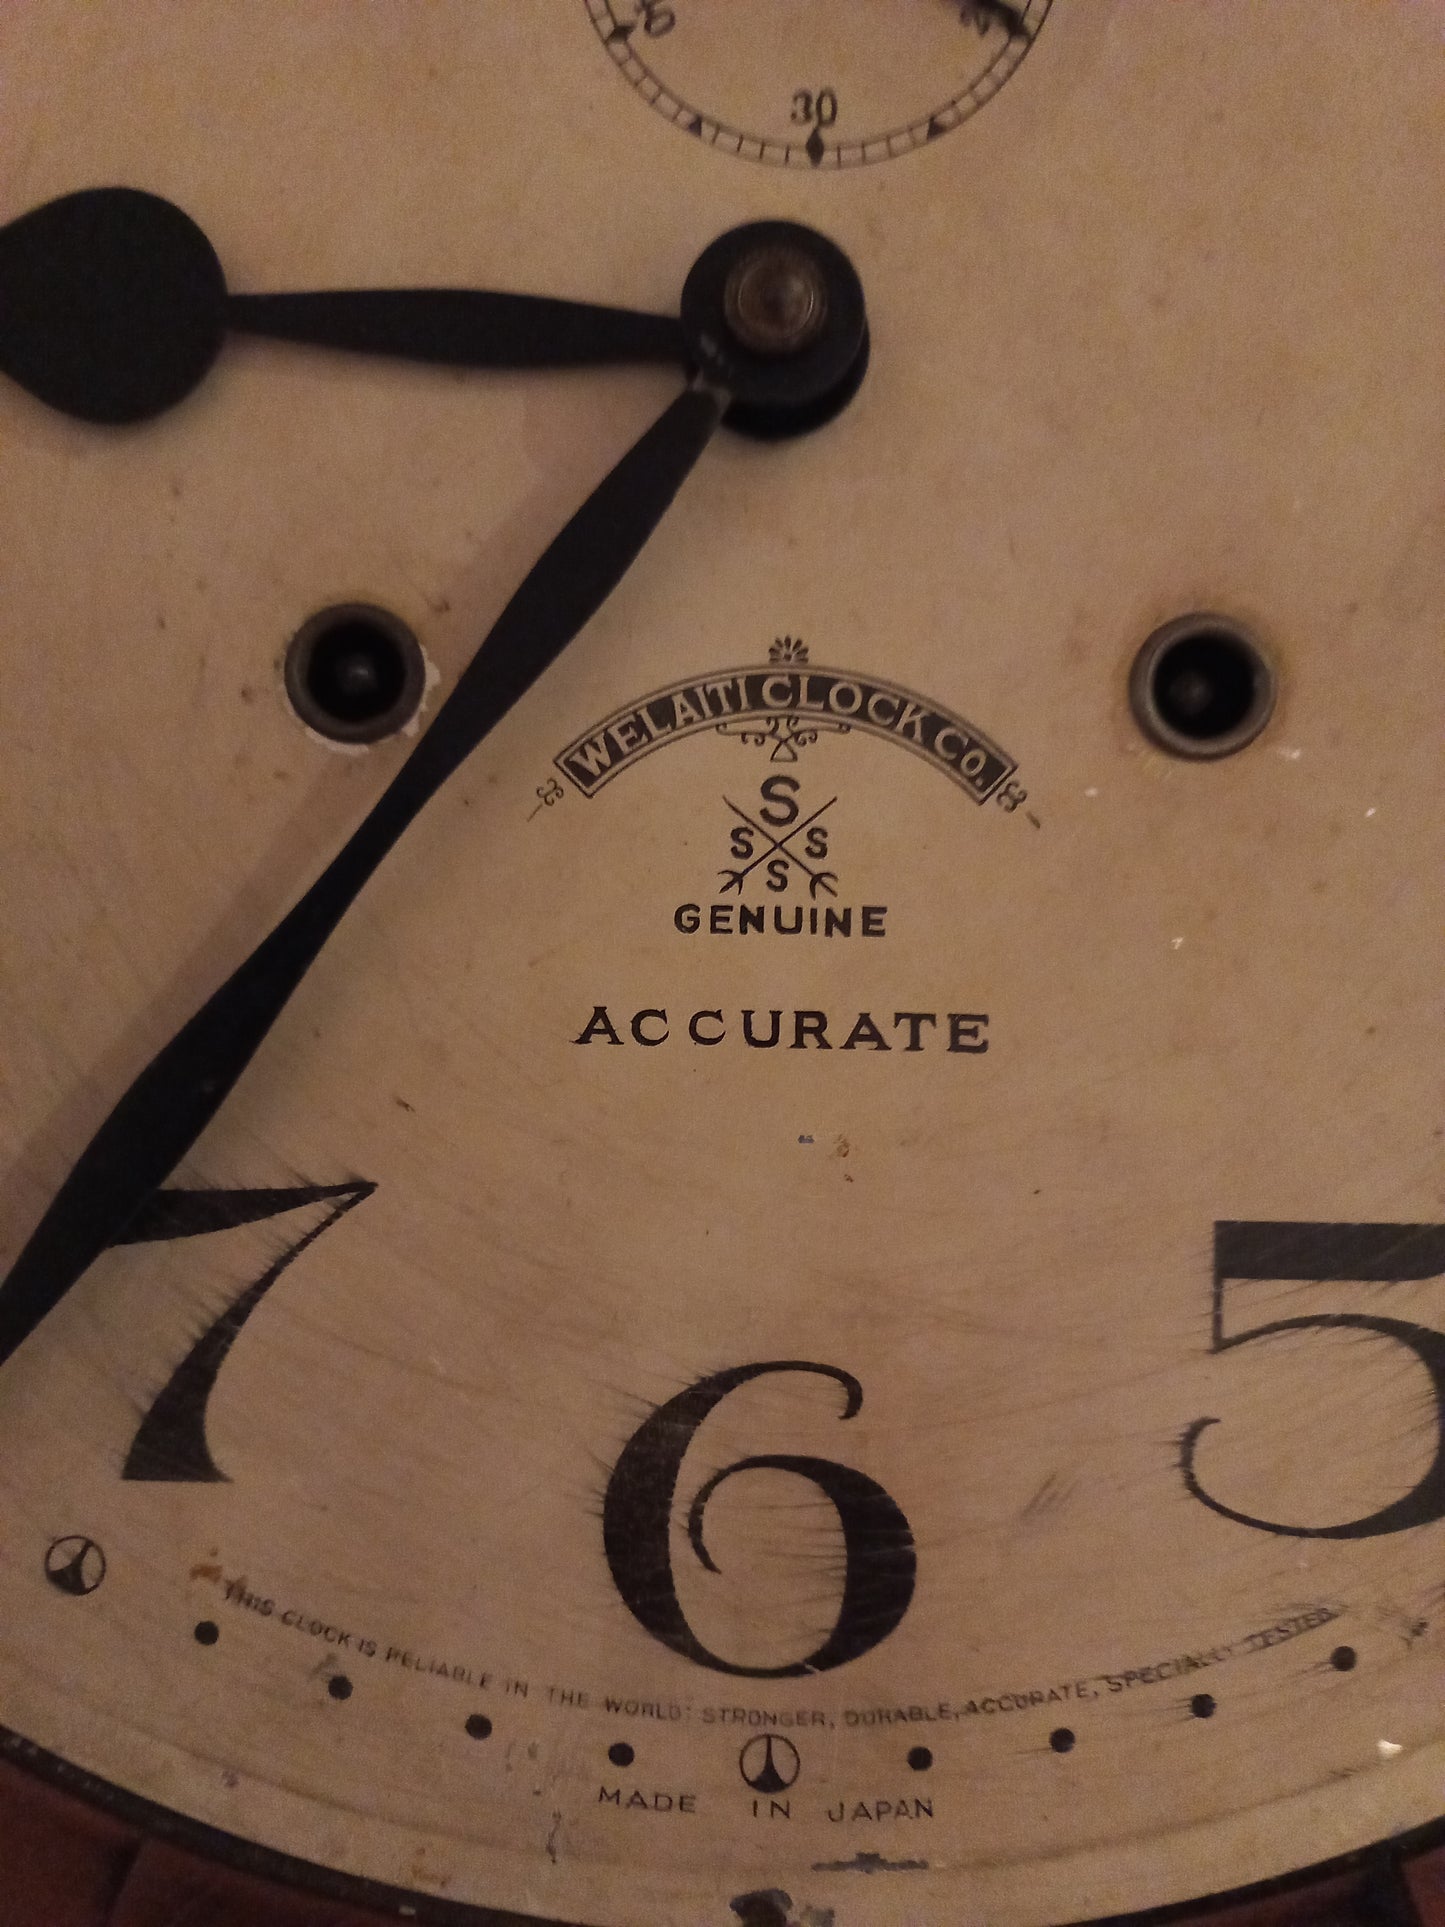 30
WELAITI CLOCK CO.
S
S S
S
GENUINE
ACCURATE
7 6 5
THIS CLOCK IS RELIABLE IN THE WORLD: STRONGER, DURABLE, ACCURATE, SPECIALLY TESTED
MADE IN JAPAN